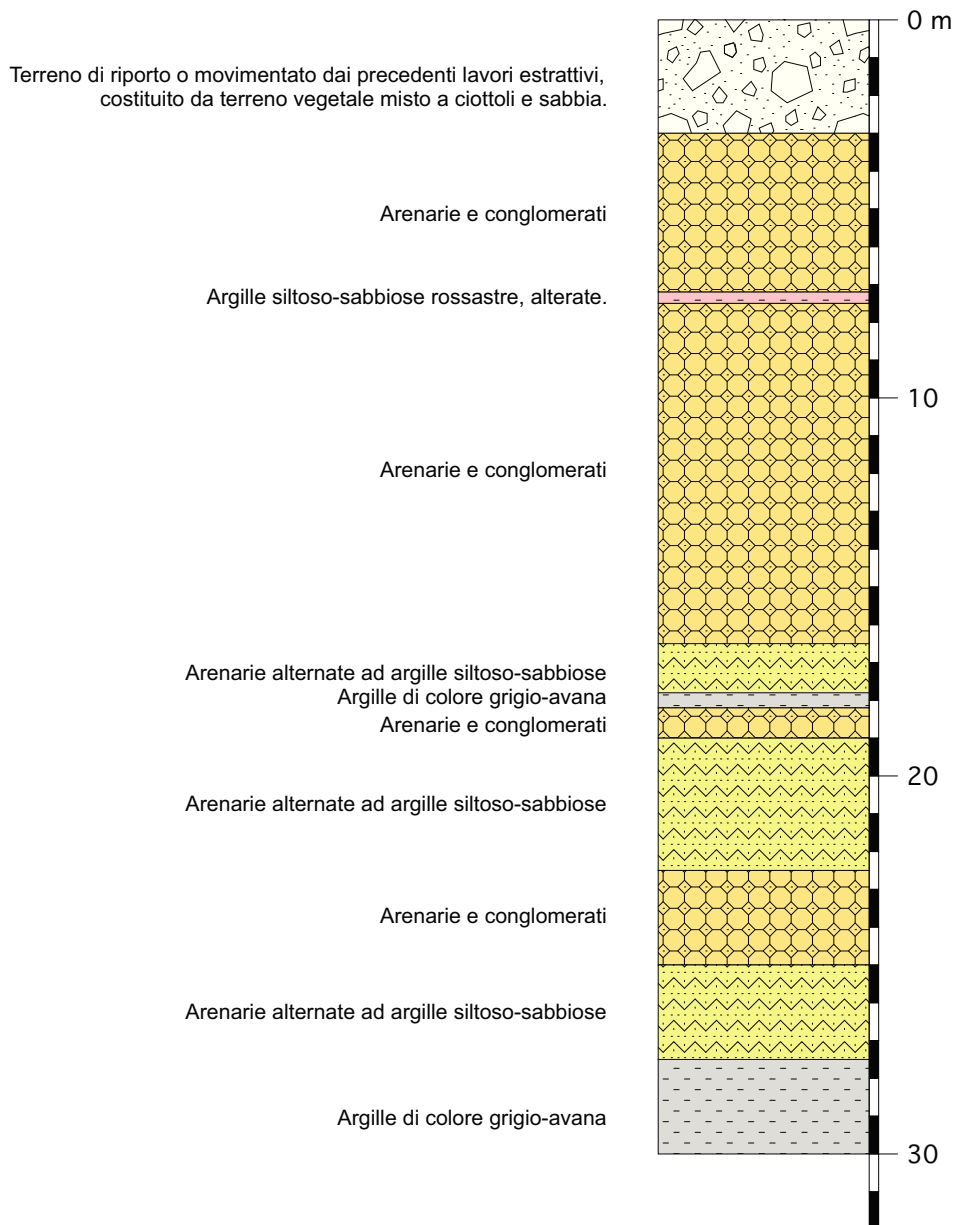 0 m
Terreno di riporto o movimentato dai precedenti lavori estrattivi,
costituito da terreno vegetale misto a ciottoli e sabbia.
Arenarie e conglomerati
Argille siltoso-sabbiose rossastre, alterate.
10
Arenarie e conglomerati
Arenarie alternate ad argille siltoso-sabbiose
Argille di colore grigio-avana
Arenarie e conglomerati
20
Arenarie alternate ad argille siltoso-sabbiose
Arenarie e conglomerati
Arenarie alternate ad argille siltoso-sabbiose
Argille di colore grigio-avana
30